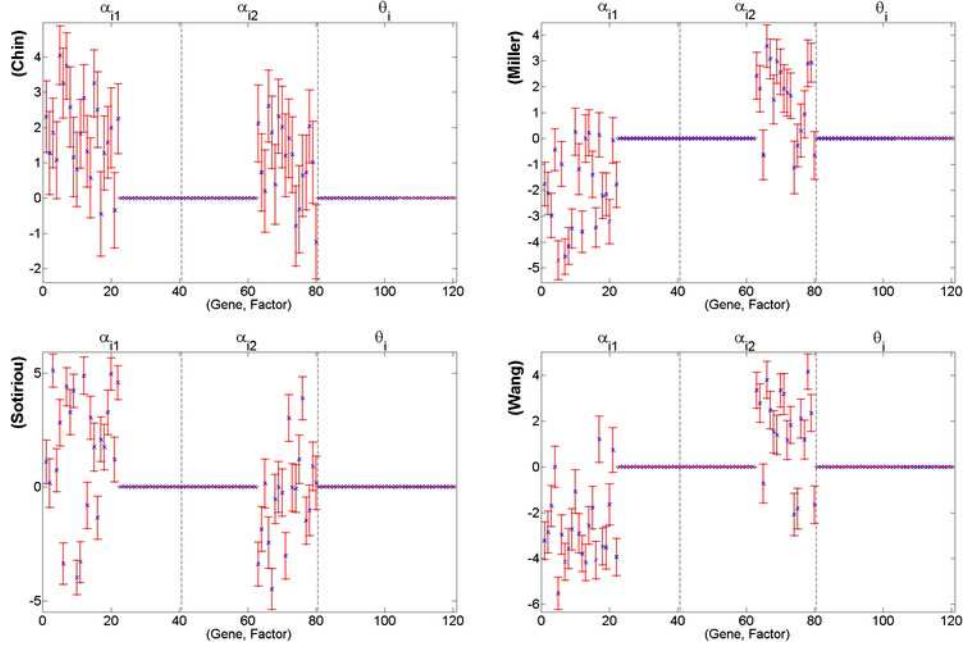 α_i1 α_i2 θ_i
(Chin)
4
3
2
1
0
-1
-2
0 20 40 60 80 100 120
(Gene, Factor)
α_i1 α_i2 θ_i
(Miller)
4
3
2
1
0
-1
-2
-3
-4
-5
0 20 40 60 80 100 120
(Gene, Factor)
α_i1 α_i2 θ_i
(Sotiriou)
5
0
-5
0 20 40 60 80 100 120
(Gene, Factor)
α_i1 α_i2 θ_i
(Wang)
4
2
0
-2
-4
-6
0 20 40 60 80 100 120
(Gene, Factor)